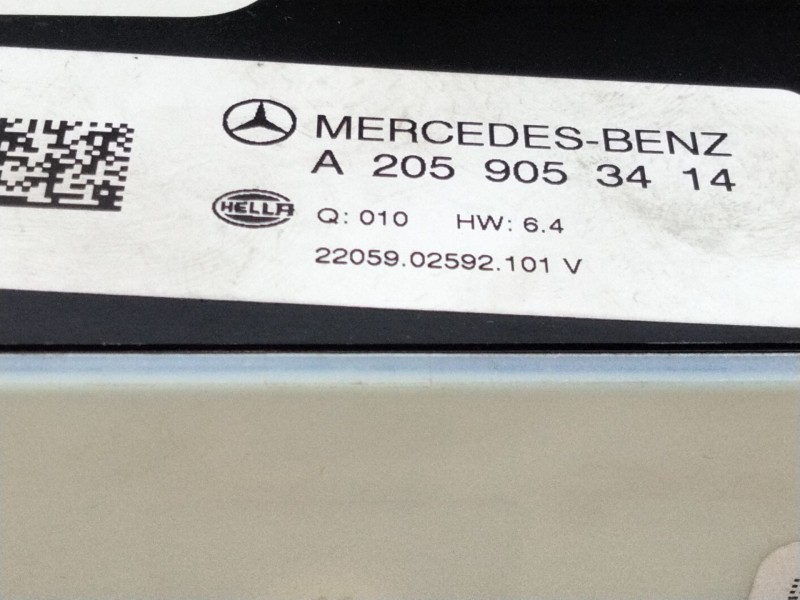 MERCEDES-BENZ
A 205 905 34 14
HELLA
Q: 010 HW: 6.4
22059.02592.101 V